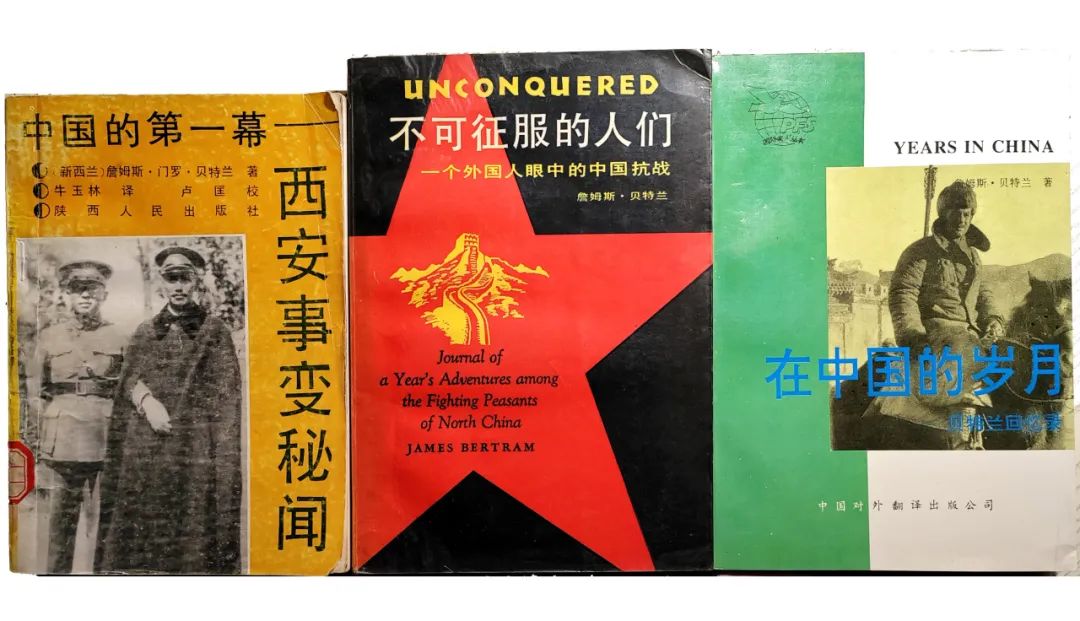 中国的第一幕——
西安事变秘闻
(新西兰)詹姆斯·门罗·贝特兰 著
牛玉林 译 卢匡 校
陕西人民出版社
UNCONQUERED
不可征服的人们
一个外国人眼中的中国抗战
詹姆斯·贝特兰
Journal of
a Year's Adventures among
the Fighting Peasants
of North China
JAMES BERTRAM
PFS
YEARS IN CHINA
詹姆斯·贝特兰 著
在中国的岁月
贝特兰回忆录
中国对外翻译出版公司